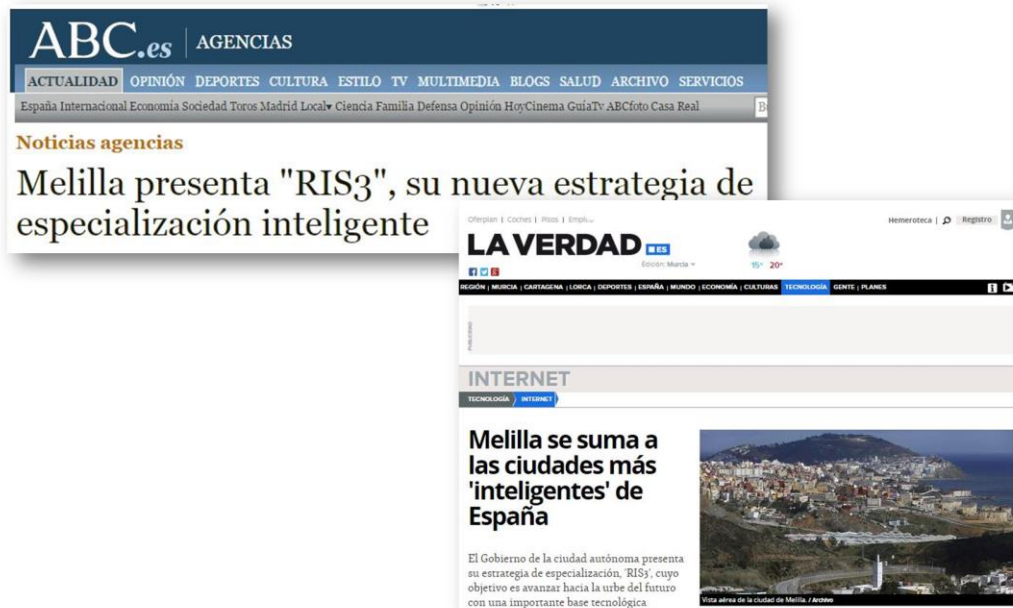 ABC.es | AGENCIAS
ACTUALIDAD OPINIÓN DEPORTES CULTURA ESTILO TV MULTIMEDIA BLOGS SALUD ARCHIVO SERVICIOS
España Internacional Economía Sociedad Toros Madrid Local Ciencia Familia Defensa Opinión HoyCinema GuíaTv ABCfoto Casa Real
Noticias agencias
Melilla presenta "RIS3", su nueva estrategia de
especialización inteligente
Oferplan | Coches | Pisos |
Hemeroteca | Registro
LA VERDAD ES
Edición: Murcia
15° 20°
REGIÓN | MURCIA | CARTAGENA | LORCA | DEPORTES | ESPAÑA | MUNDO | ECONOMÍA | CULTURAS TECNOLOGÍA GENTE | PLANES
PUBLICIDAD
INTERNET
TECNOLOGÍA INTERNET
Melilla se suma a
las ciudades más
'inteligentes' de
España
El Gobierno de la ciudad autónoma presenta
su estrategia de especialización, 'RIS3', cuyo
objetivo es avanzar hacia la urbe del futuro
con una importante base tecnológica
Vista aérea de la ciudad de Melilla. / Archivo